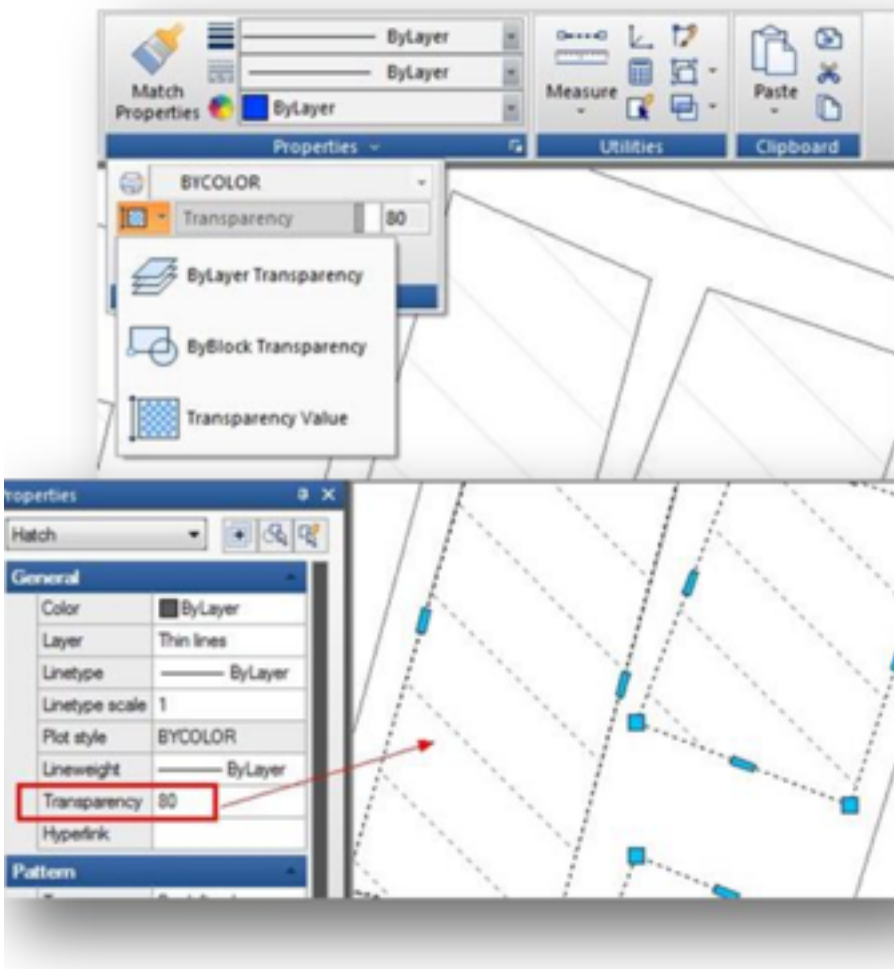 ByLayer
ByLayer
Match
Properties
ByLayer
Measure
Paste
Properties
Utilities
Clipboard
BYCOLOR
Transparency 80
ByLayer Transparency
ByBlock Transparency
Transparency Value
roperties
Hatch
General
Color ByLayer
Layer Thin lines
Linetype ByLayer
Linetype scale 1
Plot style BYCOLOR
Lineweight ByLayer
Transparency 80
Hyperlink
Pattern